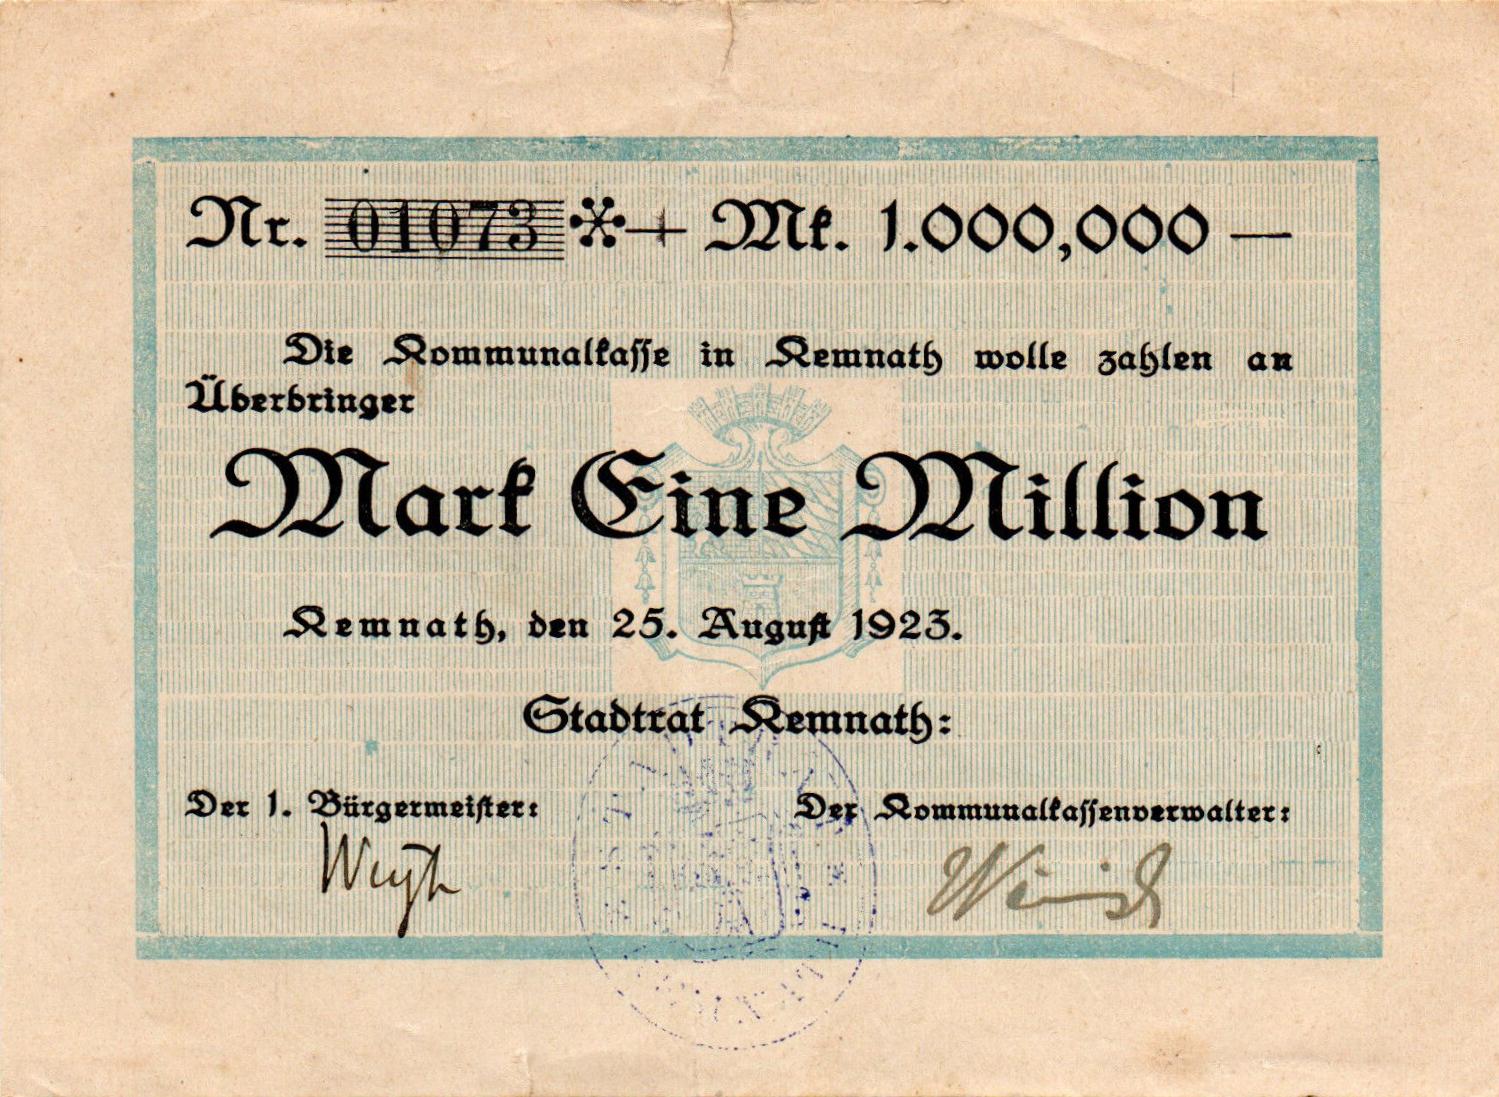 Nr. 01073 + Mk. 1.000,000 —
Die Kommunalkasse in Kemnath wolle zahlen an
Überbringer
Mark Eine Million
Kemnath, den 25. August 1923.
Stadtrat Kemnath:
Der 1. Bürgermeister: Der Kommunalkassenverwalter: